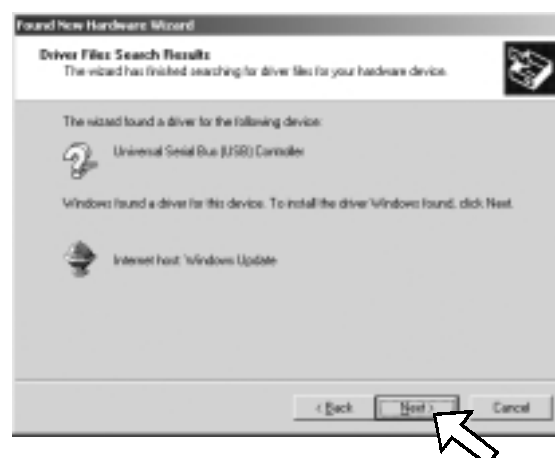 Found New Hardware Wizard
Driver Files Search Results
The wizard has finished searching for driver files for your hardware device.
The wizard found a driver for the following device:
Universal Serial Bus (USB) Controller
Windows found a driver for this device. To install the driver Windows found, click Next.
Internet host: Windows Update
< Back Next > Cancel